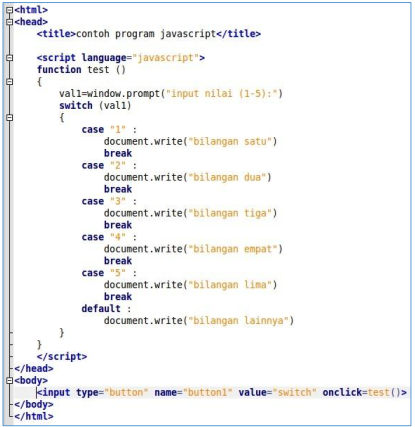 <html>
<head>
<title>contoh program javascript</title>
<script language="javascript">
function test ()
{
val1=window.prompt("input nilai (1-5):")
switch (val1)
{
case "1" :
document.write("bilangan satu")
break
case "2" :
document.write("bilangan dua")
break
case "3" :
document.write("bilangan tiga")
break
case "4" :
document.write("bilangan empat")
break
case "5" :
document.write("bilangan lima")
break
default :
document.write("bilangan lainnya")
}
}
</script>
</head>
<body>
<input type="button" name="button1" value="switch" onclick=test()>
</body>
</html>